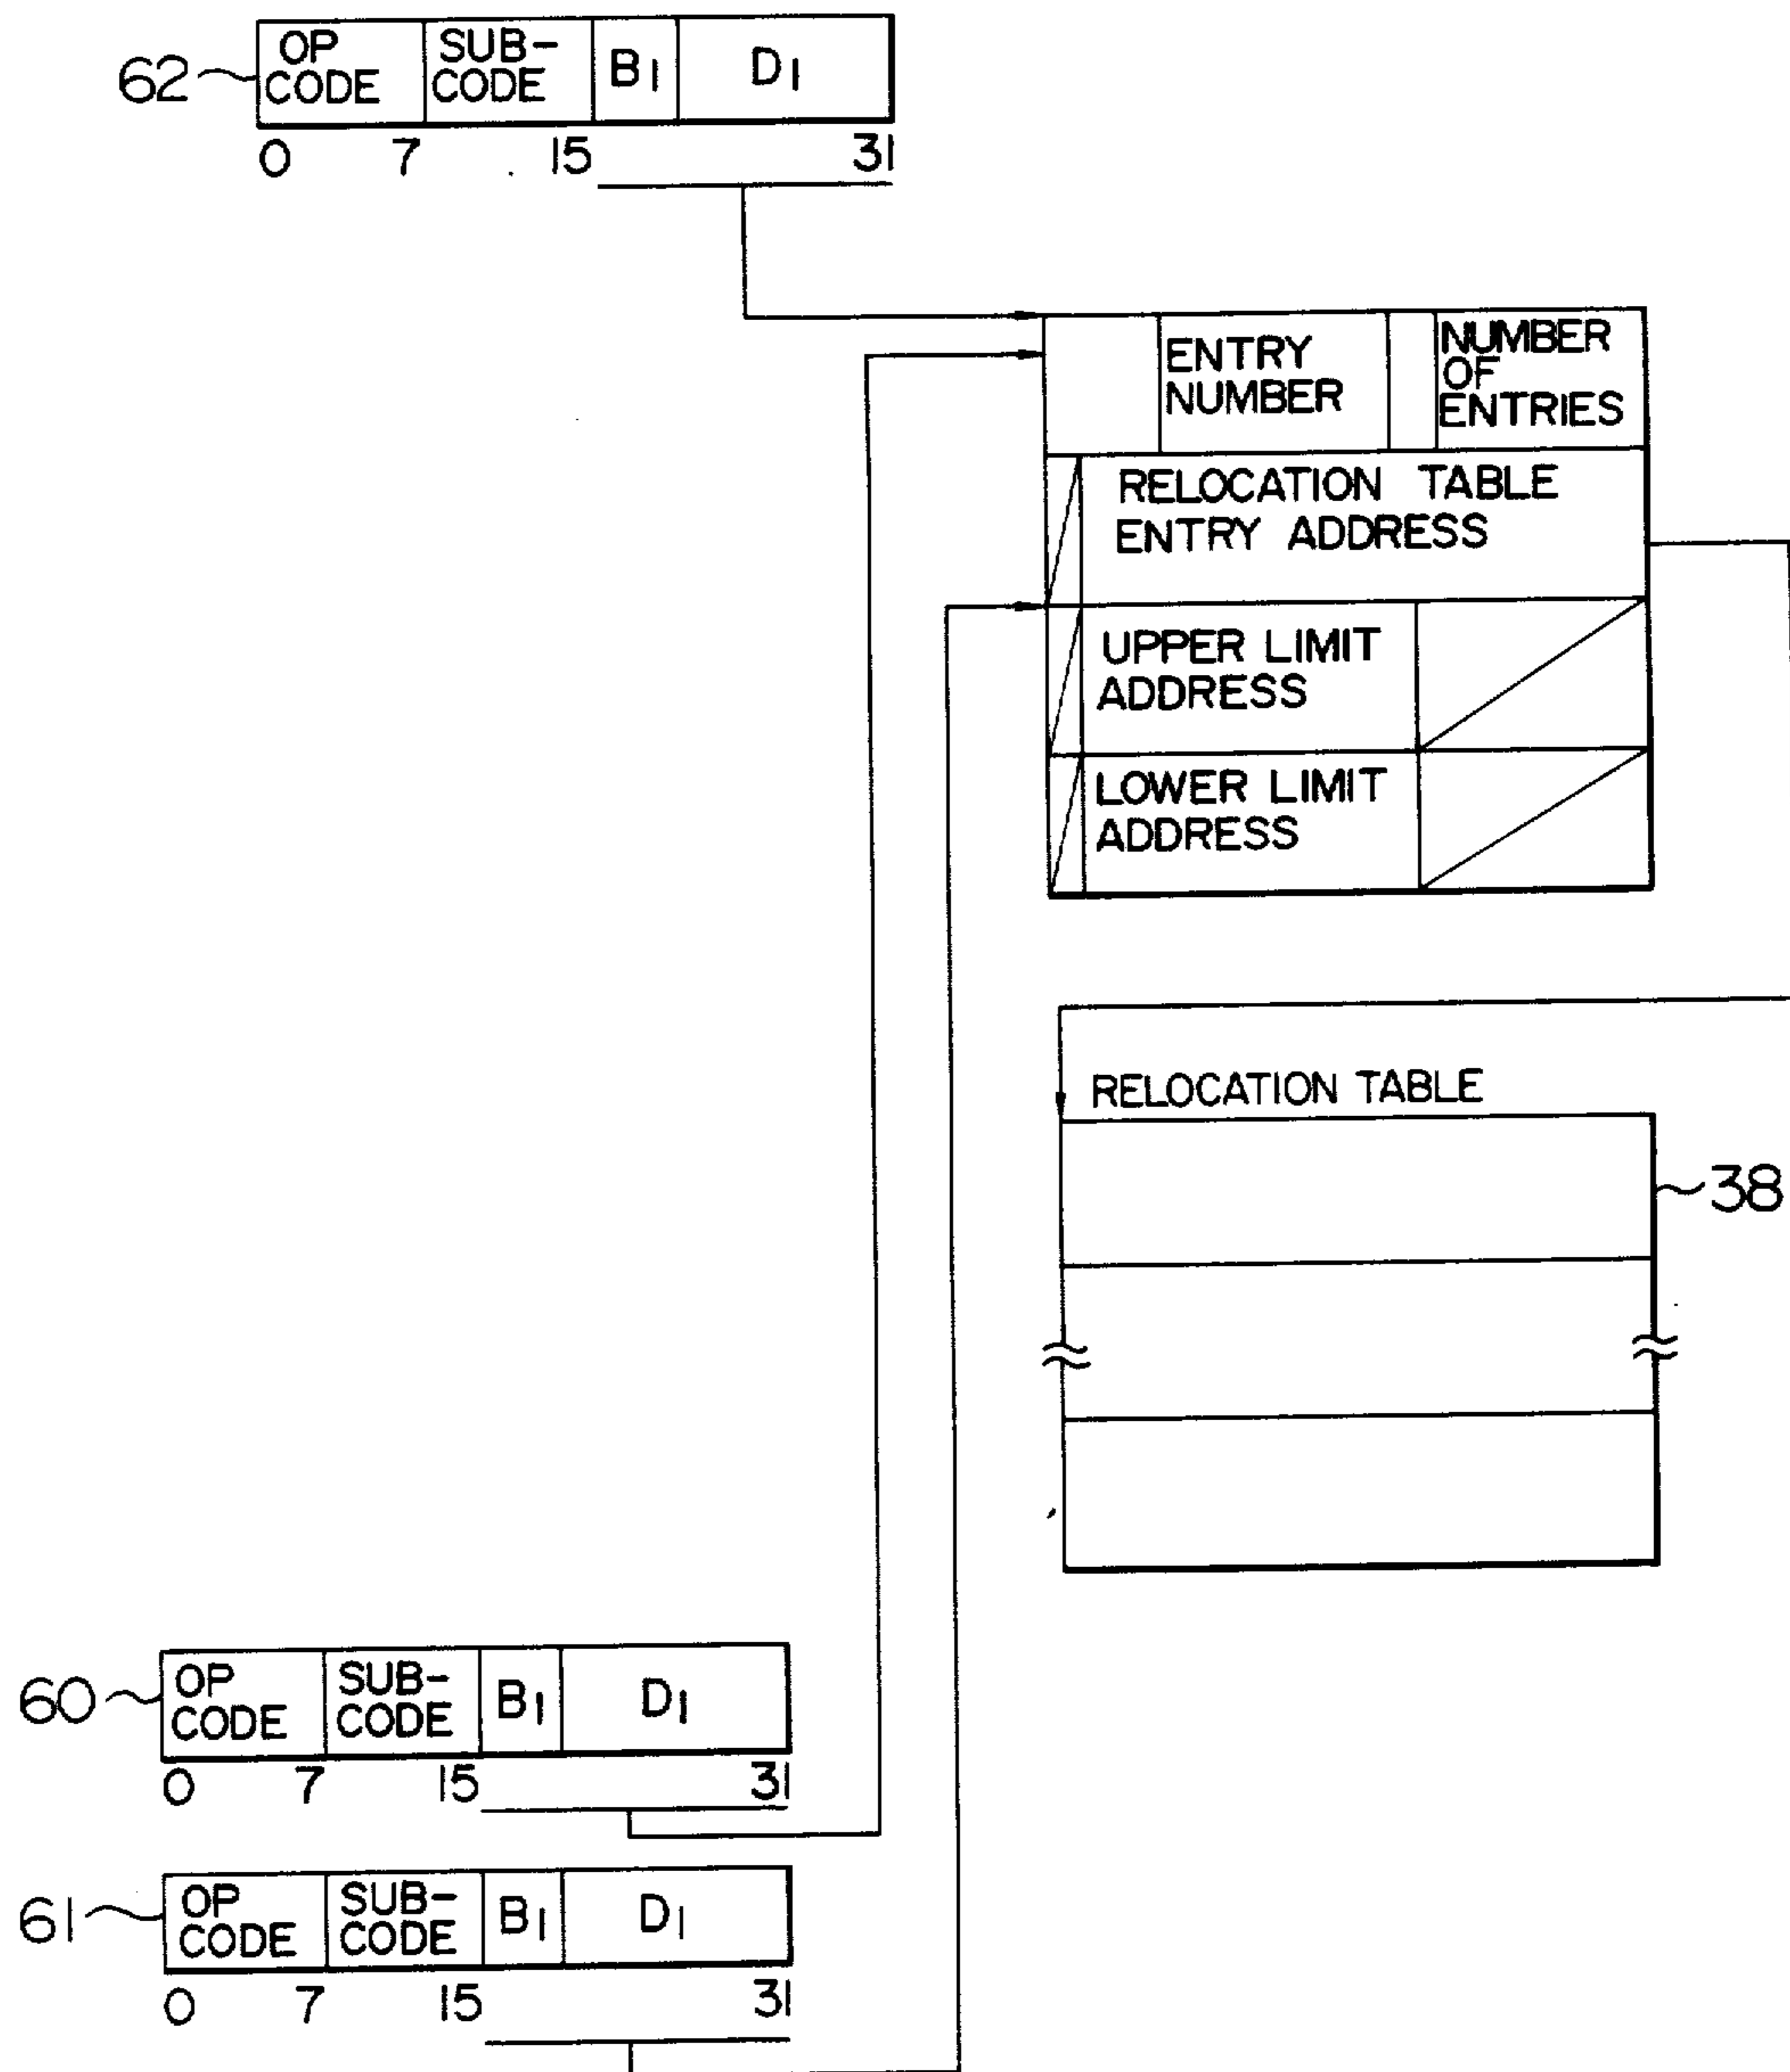 62
OP
CODE
SUB-
CODE
B1
D1
0 7 15 31
ENTRY
NUMBER
NUMBER
OF
ENTRIES
RELOCATION TABLE
ENTRY ADDRESS
UPPER LIMIT
ADDRESS
LOWER LIMIT
ADDRESS
RELOCATION TABLE
38
60
OP
CODE
SUB-
CODE
B1
D1
0 7 15 31
61
OP
CODE
SUB-
CODE
B1
D1
0 7 15 31